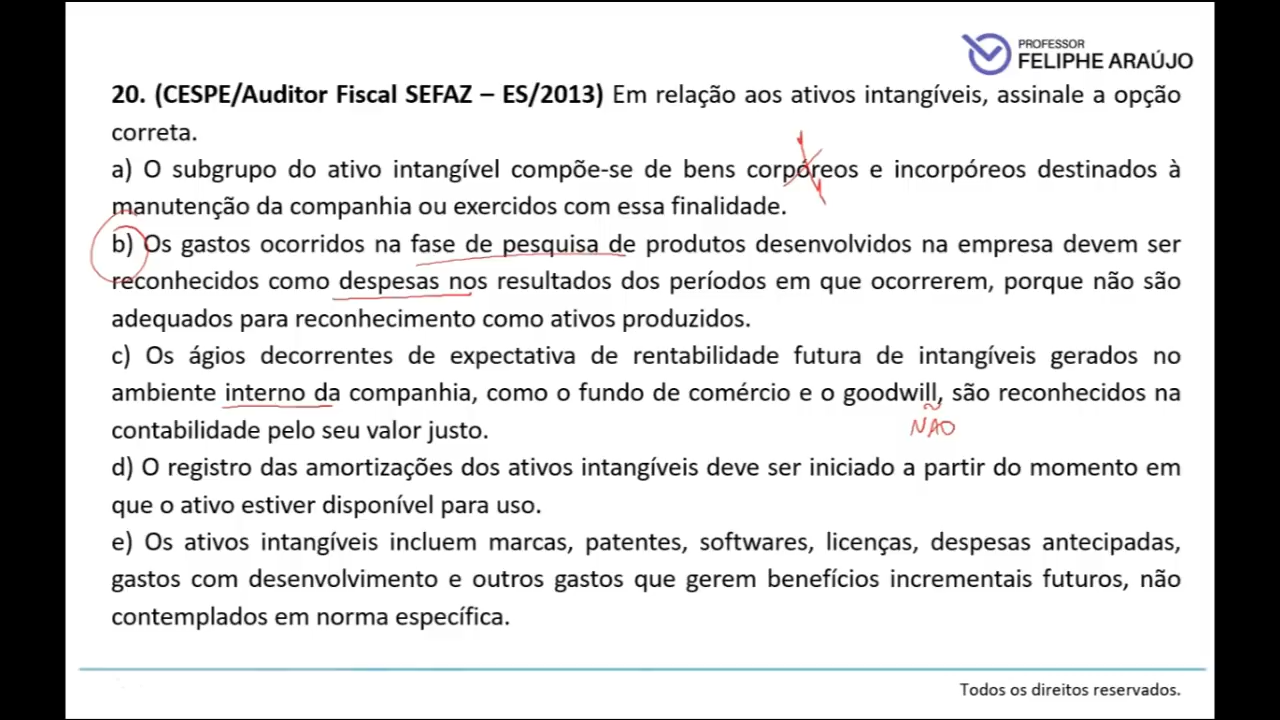 PROFESSOR
FELIPHE ARAÚJO
20. (CESPE/Auditor Fiscal SEFAZ – ES/2013) Em relação aos ativos intangíveis, assinale a opção
correta.
a) O subgrupo do ativo intangível compõe-se de bens corpóreos e incorpóreos destinados à
manutenção da companhia ou exercidos com essa finalidade.
b) Os gastos ocorridos na fase de pesquisa de produtos desenvolvidos na empresa devem ser
reconhecidos como despesas nos resultados dos períodos em que ocorrerem, porque não são
adequados para reconhecimento como ativos produzidos.
c) Os ágios decorrentes de expectativa de rentabilidade futura de intangíveis gerados no
ambiente interno da companhia, como o fundo de comércio e o goodwill, são reconhecidos na
NÃO
contabilidade pelo seu valor justo.
d) O registro das amortizações dos ativos intangíveis deve ser iniciado a partir do momento em
que o ativo estiver disponível para uso.
e) Os ativos intangíveis incluem marcas, patentes, softwares, licenças, despesas antecipadas,
gastos com desenvolvimento e outros gastos que gerem benefícios incrementais futuros, não
contemplados em norma específica.
Todos os direitos reservados.